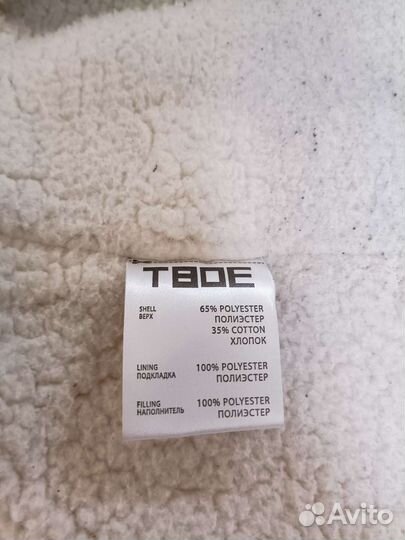 ТВОЕ
SHELL 65% POLYESTER
ВЕРХ ПОЛИЭСТЕР
35% COTTON
ХЛОПОК
LINING 100% POLYESTER
ПОДКЛАДКА ПОЛИЭСТЕР
FILLING 100% POLYESTER
НАПОЛНИТЕЛЬ ПОЛИЭСТЕР
Avito